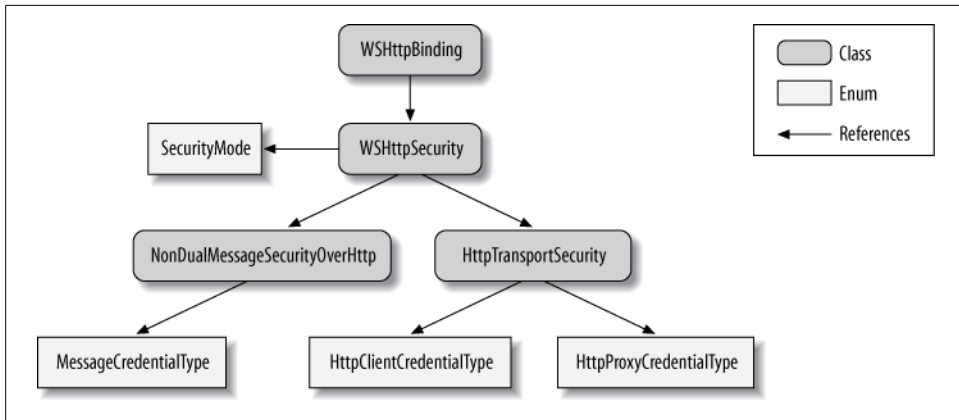 WSHttpBinding
Class
Enum
References
SecurityMode
WSHttpSecurity
NonDualMessageSecurityOverHttp
HttpTransportSecurity
MessageCredentialType
HttpClientCredentialType
HttpProxyCredentialType